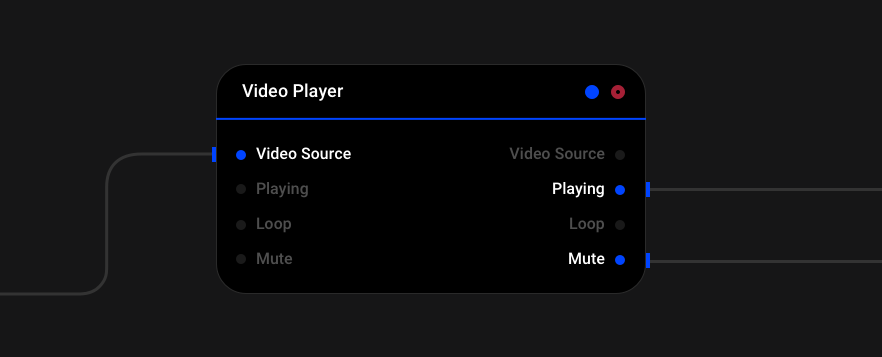 Video Player
Video Source Video Source
Playing Playing
Loop Loop
Mute Mute